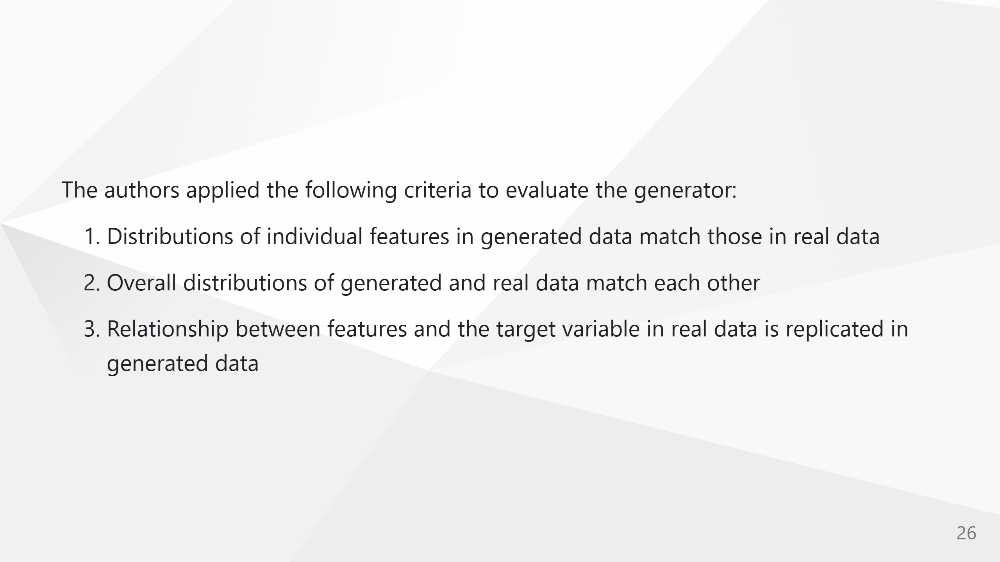 The authors applied the following criteria to evaluate the generator:
1. Distributions of individual features in generated data match those in real data
2. Overall distributions of generated and real data match each other
3. Relationship between features and the target variable in real data is replicated in
generated data
26